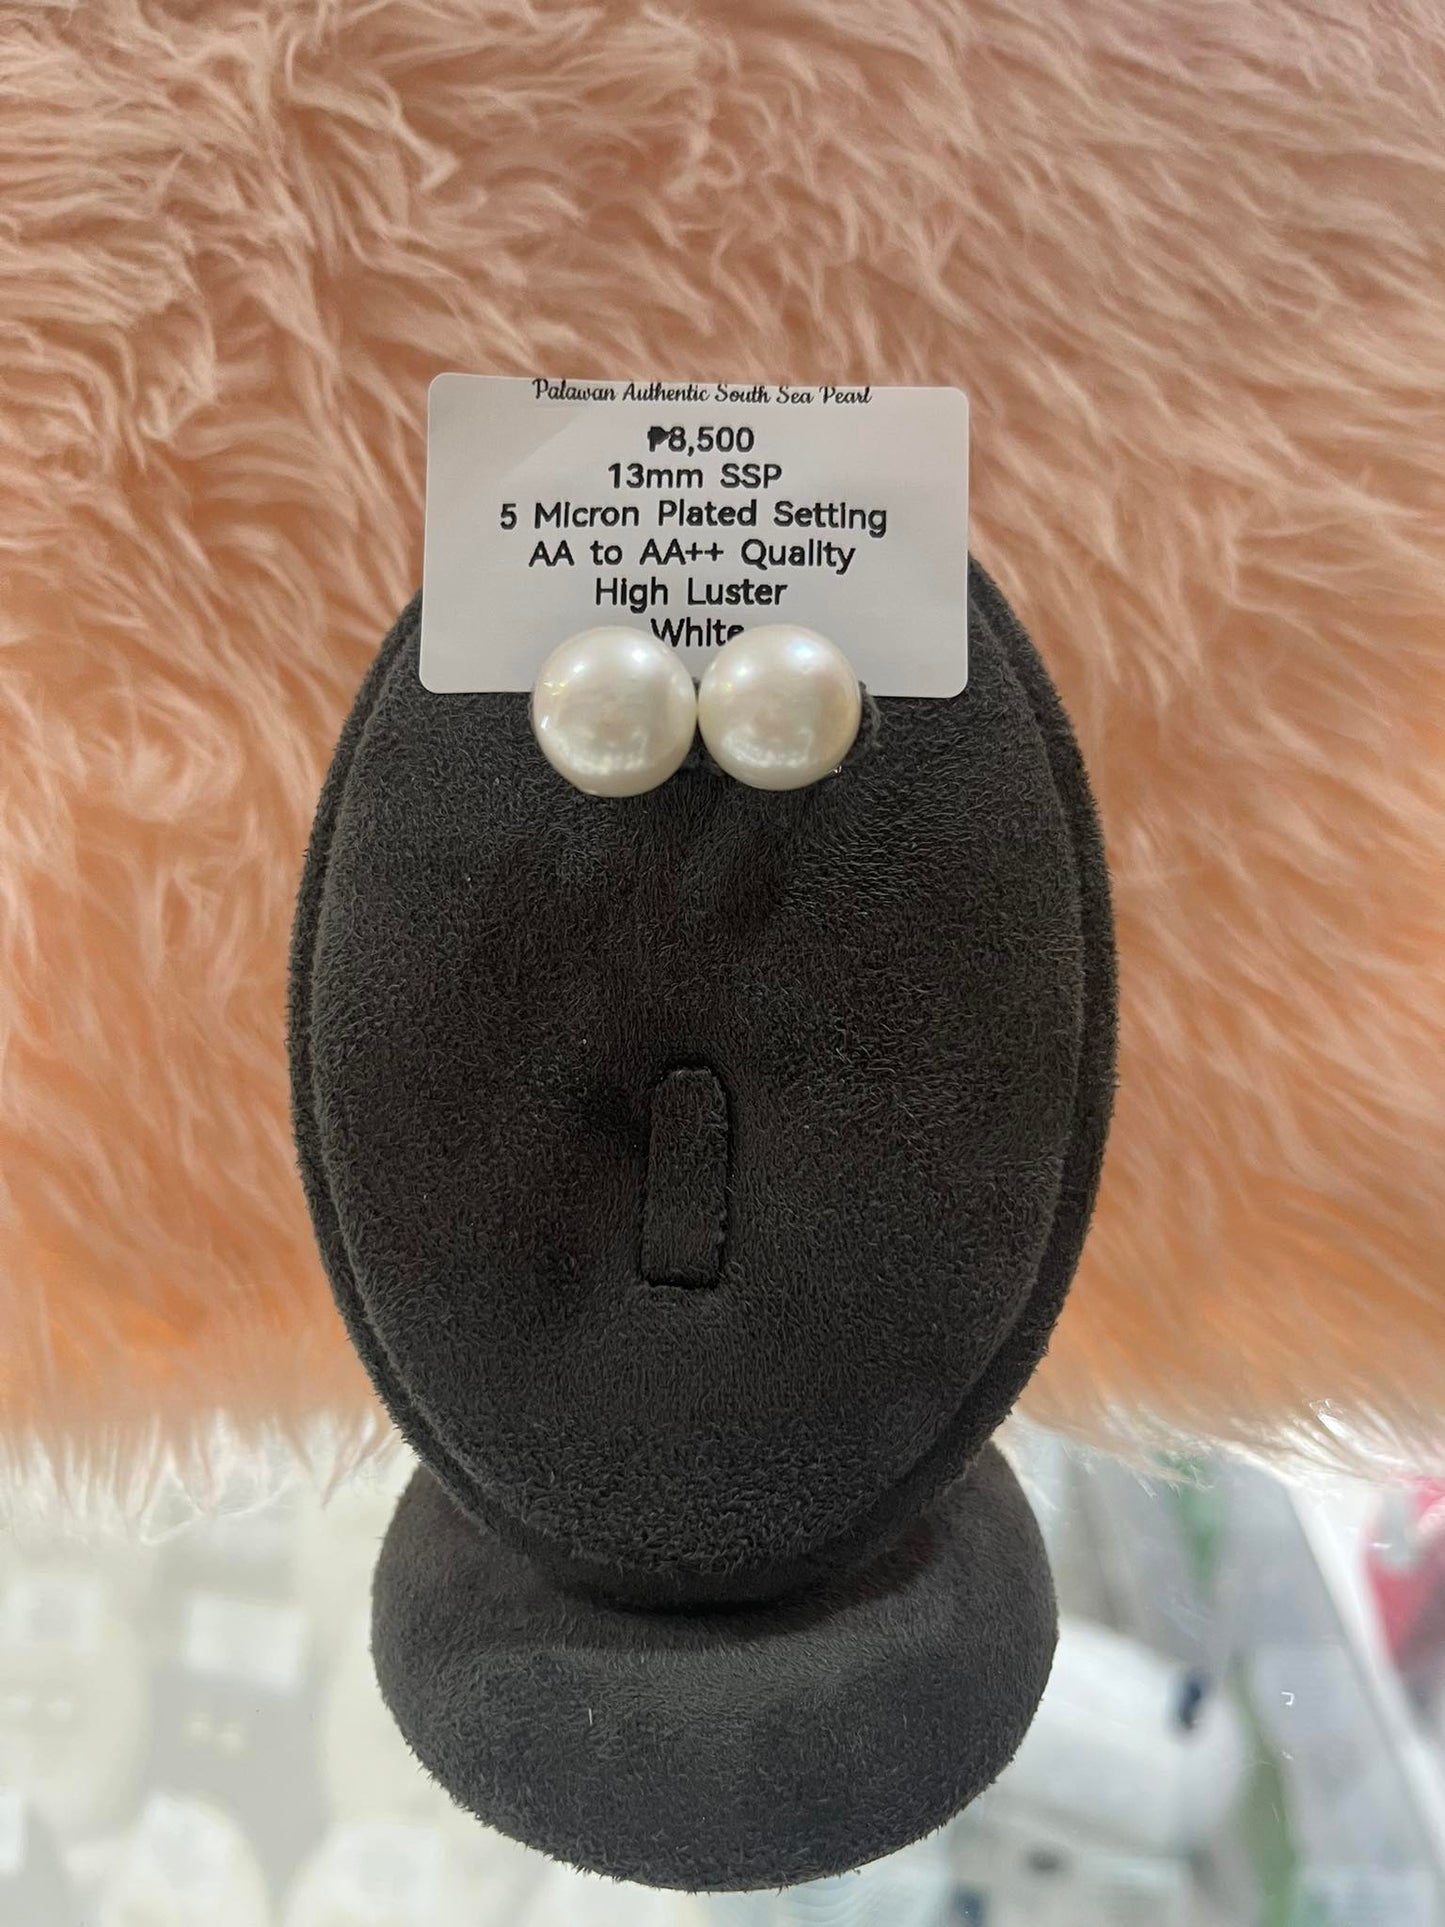 Palawan Authentic South Sea Pearl
₱8,500
13mm SSP
5 Micron Plated Setting
AA to AA++ Quality
High Luster
White